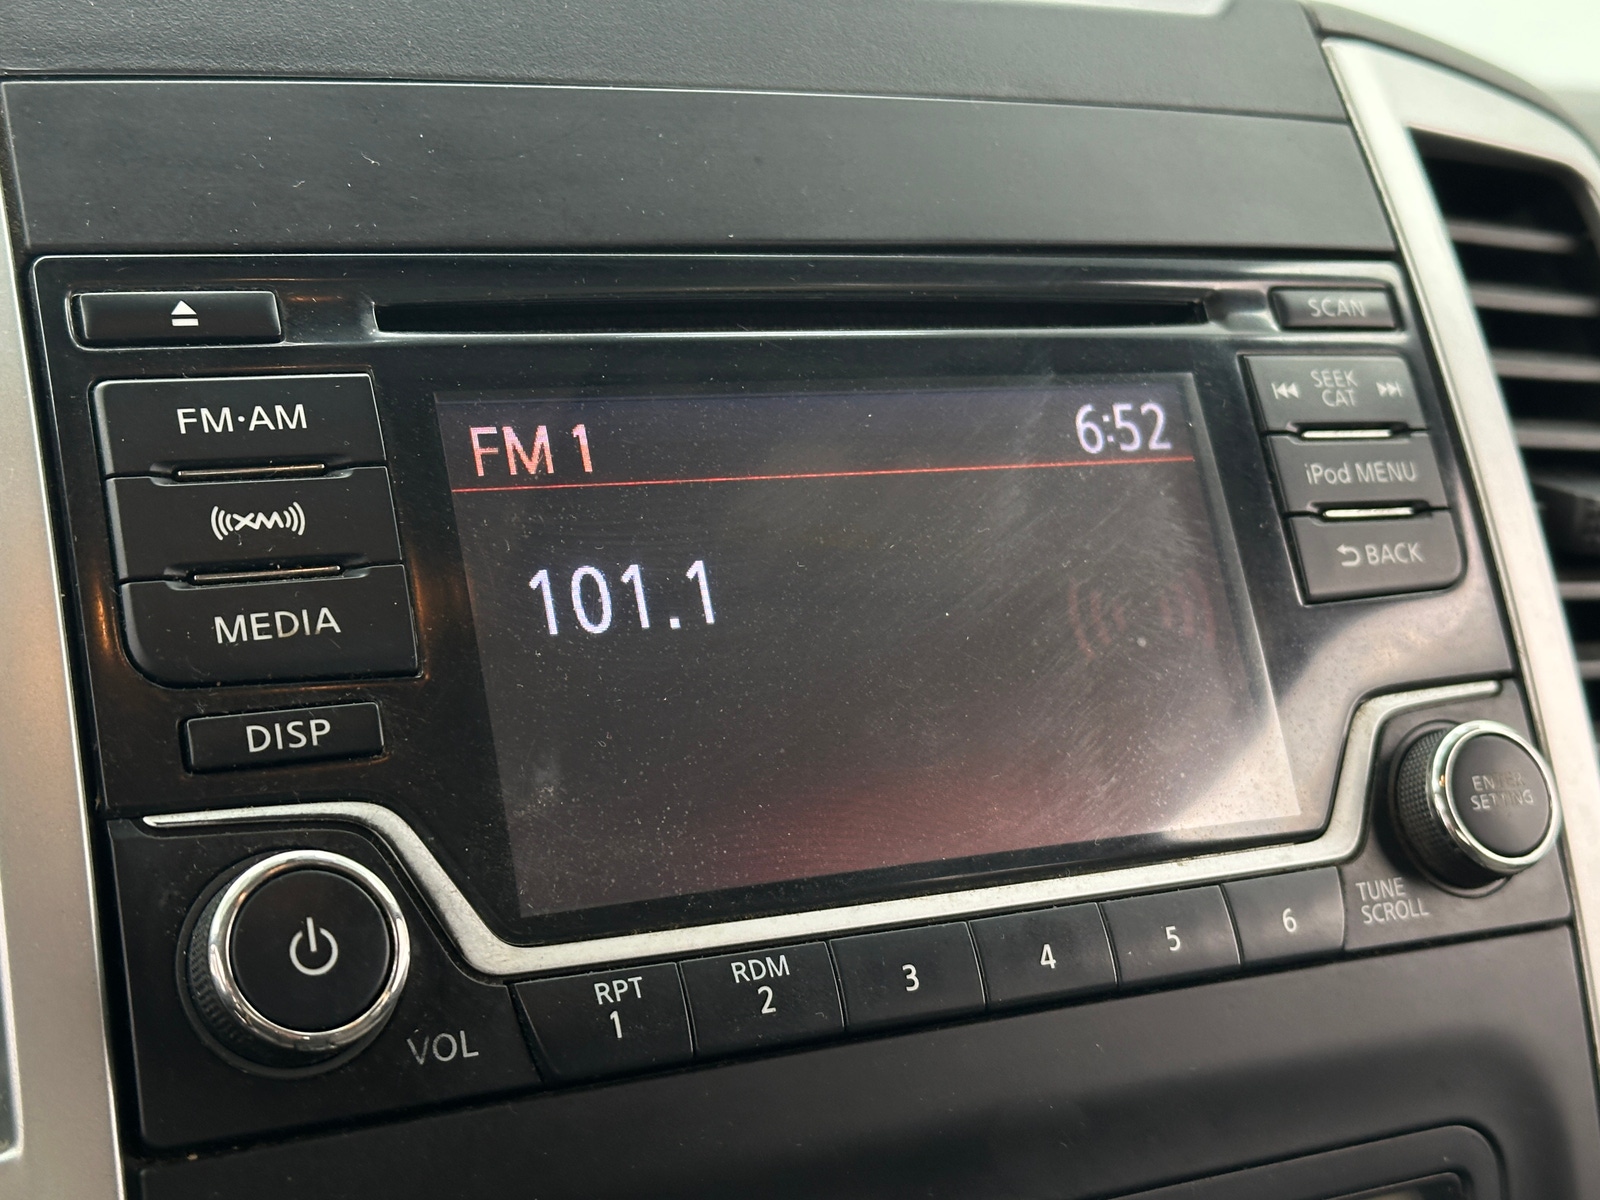 SCAN
FM·AM
FM 1
6:52
SEEK
CAT
XM
iPod MENU
101.1
BACK
MEDIA
DISP
ENTER
SETTING
TUNE
SCROLL
VOL
RPT
1
RDM
2
3
4
5
6